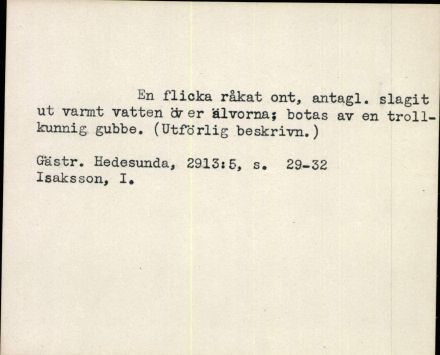 En flicka råkat ont, antagl. slagit
ut varmt vatten över älvorna; botas av en troll-
kunnig gubbe. (Utförlig beskrivn.)
Gästr. Hedesunda, 2913:5, s. 29-32
Isaksson, I.